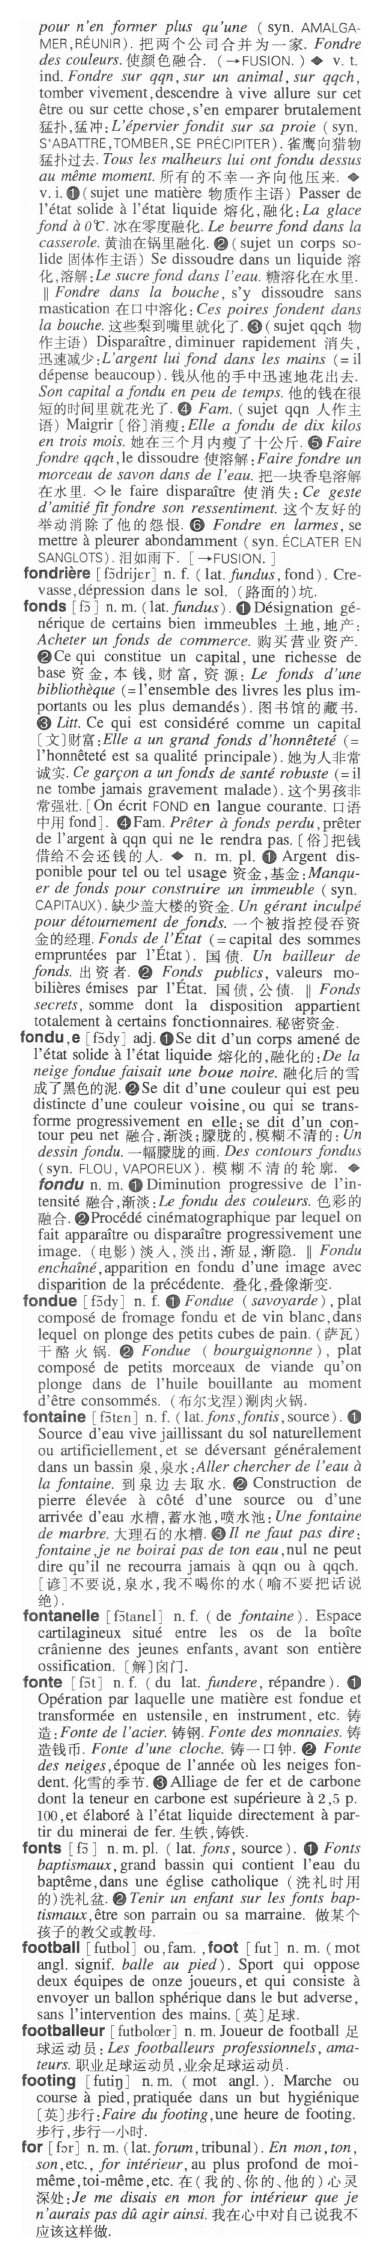 pour n'en former plus qu'une ( syn. AMALGA-
MER,RÉUNIR). 把两个公司合并为一家. Fondre
des couleurs. 使颜色融合. (→FUSION. ) ◆ v. t.
ind. Fondre sur qqn, sur un animal, sur qqch,
tomber vivement,descendre à vive allure sur cet
être ou sur cette chose,s'en emparer brutalement
猛扑,猛冲:L'épervier fondit sur sa proie (syn.
S'ABATTRE,TOMBER,SE PRÉCIPITER). 雀鹰向猎物
猛扑过去. Tous les malheurs lui ont fondu dessus
au même moment. 所有的不幸一齐向他压来. ◆
v. i. ❶(sujet une matière 物质作主语) Passer de
l'état solide à l'état liquide 熔化,融化:La glace
fond à 0℃. 冰在零度融化. Le beurre fond dans la
casserole. 黄油在锅里融化. ❷(sujet un corps so-
lide 固体作主语) Se dissoudre dans un liquide 溶
化,溶解:Le sucre fond dans l'eau. 糖溶化在水里.
‖ Fondre dans la bouche, s'y dissoudre sans
mastication 在口中溶化:Ces poires fondent dans
la bouche. 这些梨到嘴里就化了. ❸(sujet qqch 物
作主语) Disparaître, diminuer rapidement 消失,
迅速减少:L'argent lui fond dans les mains (=il
dépense beaucoup). 钱从他的手中迅速地花出去.
Son capital a fondu en peu de temps. 他的钱在很
短的时间里就花光了. ❹ Fam. (sujet qqn 人作主
语) Maigrir [俗]消瘦:Elle a fondu de dix kilos
en trois mois. 她在三个月内瘦了十公斤. ❺ Faire
fondre qqch,le dissoudre 使溶解:Faire fondre un
morceau de savon dans de l'eau. 把一块香皂溶解
在水里. ◇le faire disparaître 使消失: Ce geste
d'amitié fit fondre son ressentiment. 这个友好的
举动消除了他的怨恨. ❻ Fondre en larmes, se
mettre à pleurer abondamment (syn. ÉCLATER EN
SANGLOTS). 泪如雨下. [→FUSION. ]
fondrière [fɔ̃drijɛr] n. f. (lat. fundus, fond). Cre-
vasse,dépression dans le sol. (路面的)坑.
fonds [fɔ̃] n. m. (lat. fundus). ❶Désignation gé-
nérique de certains bien immeubles 土地,地产:
Acheter un fonds de commerce. 购买营业资产.
❷Ce qui constitue un capital, une richesse de
base 资金,本钱,财富,资源: Le fonds d'une
bibliothèque (=l'ensemble des livres les plus im-
portants ou les plus demandés). 图书馆的藏书.
❸ Litt. Ce qui est considéré comme un capital
[文]财富:Elle a un grand fonds d'honnêteté (=
l'honnêteté est sa qualité principale). 她为人非常
诚实. Ce garçon a un fonds de santé robuste (=il
ne tombe jamais gravement malade). 这个男孩非
常强壮. [On écrit FOND en langue courante. 口语
中用 fond]. ❹Fam. Prêter à fonds perdu,prêter
de l'argent à qqn qui ne le rendra pas. [俗]把钱
借给不会还钱的人. ◆ n. m. pl. ❶ Argent dis-
ponible pour tel ou tel usage 资金,基金:Manqu-
er de fonds pour construire un immeuble (syn.
CAPITAUX). 缺少盖大楼的资金. Un gérant inculpé
pour détournement de fonds. 一个被指控侵吞资
金的经理. Fonds de l'État (=capital des sommes
empruntées par l'État). 国债. Un bailleur de
fonds. 出资者. ❷ Fonds publics, valeurs mo-
bilières émises par l'État. 国债,公债. ‖ Fonds
secrets, somme dont la disposition appartient
totalement à certains fonctionnaires. 秘密资金.
fondu,e [fɔ̃dy] adj. ❶Se dit d'un corps amené de
l'état solide à l'état liquide 熔化的,融化的:De la
neige fondue faisait une boue noire. 融化后的雪
成了黑色的泥. ❷Se dit d'une couleur qui est peu
distincte d'une couleur voisine,ou qui se trans-
forme progressivement en elle;se dit d'un con-
tour peu net 融合,渐淡;朦胧的,模糊不清的:Un
dessin fondu. 一幅朦胧的画. Des contours fondus
(syn. FLOU, VAPOREUX). 模糊不清的轮廓. ◆
fondu n. m. ❶ Diminution progressive de l'in-
tensité 融合,渐淡:Le fondu des couleurs. 色彩的
融合. ❷Procédé cinématographique par lequel on
fait apparaître ou disparaître progressivement une
image. (电影)淡入,淡出,渐显,渐隐. ‖ Fondu
enchaîné,apparition en fondu d'une image avec
disparition de la précédente. 叠化,叠像渐变.
fondue [fɔ̃dy] n. f. ❶ Fondue (savoyarde), plat
composé de fromage fondu et de vin blanc,dans
lequel on plonge des petits cubes de pain. (萨瓦)
干酪火锅. ❷ Fondue (bourguignonne), plat
composé de petits morceaux de viande qu'on
plonge dans de l'huile bouillante au moment
d'être consommés. (布尔戈涅)涮肉火锅.
fontaine [fɔ̃tɛn] n. f. (lat. fons,fontis,source). ❶
Source d'eau vive jaillissant du sol naturellement
ou artificiellement,et se déversant généralement
dans un bassin 泉,泉水:Aller chercher de l'eau à
la fontaine. 到泉边去取水. ❷ Construction de
pierre élevée à côté d'une source ou d'une
arrivée d'eau 水槽,蓄水池,喷水池:Une fontaine
de marbre. 大理石的水槽. ❸Il ne faut pas dire:
fontaine,je ne boirai pas de ton eau,nul ne peut
dire qu'il ne recourra jamais à qqn ou à qqch.
[谚]不要说,泉水,我不喝你的水(喻不要把话说
绝).
fontanelle [fɔ̃tanɛl] n. f. (de fontaine). Espace
cartilagineux situé entre les os de la boîte
crânienne des jeunes enfants, avant son entière
ossification. [解]囟门.
fonte [fɔ̃t] n. f. (du lat. fundere, répandre). ❶
Opération par laquelle une matière est fondue et
transformée en ustensile, en instrument, etc. 铸
造:Fonte de l'acier. 铸钢. Fonte des monnaies. 铸
造钱币. Fonte d'une cloche. 铸一口钟. ❷ Fonte
des neiges,époque de l'année où les neiges fon-
dent. 化雪的季节. ❸Alliage de fer et de carbone
dont la teneur en carbone est supérieure à 2,5 p.
100,et élaboré à l'état liquide directement à par-
tir du minerai de fer. 生铁,铸铁.
fonts [fɔ̃] n. m. pl. (lat. fons, source). ❶ Fonts
baptismaux,grand bassin qui contient l'eau du
baptême,dans une église catholique (洗礼时用
的)洗礼盆. ❷Tenir un enfant sur les fonts bap-
tismaux,être son parrain ou sa marraine. 做某个
孩子的教父或教母.
football [futbol] ou,fam. ,foot [fut] n. m. (mot
angl. signif. balle au pied). Sport qui oppose
deux équipes de onze joueurs,et qui consiste à
envoyer un ballon sphérique dans le but adverse,
sans l'intervention des mains. [英]足球.
footballeur [futbolœr] n. m. Joueur de football 足
球运动员: Les footballeurs professionnels, ama-
teurs. 职业足球运动员,业余足球运动员.
footing [futiŋ] n. m. (mot angl.). Marche ou
course à pied,pratiquée dans un but hygiénique
[英]步行:Faire du footing,une heure de footing.
步行,步行一小时.
for [fɔr] n. m. (lat. forum,tribunal). En mon,ton,
son,etc., for intérieur,au plus profond de moi-
même,toi-même,etc. 在(我的、你的、他的)心灵
深处:Je me disais en mon for intérieur que je
n'aurais pas dû agir ainsi. 我在心中对自己说我不
应该这样做.